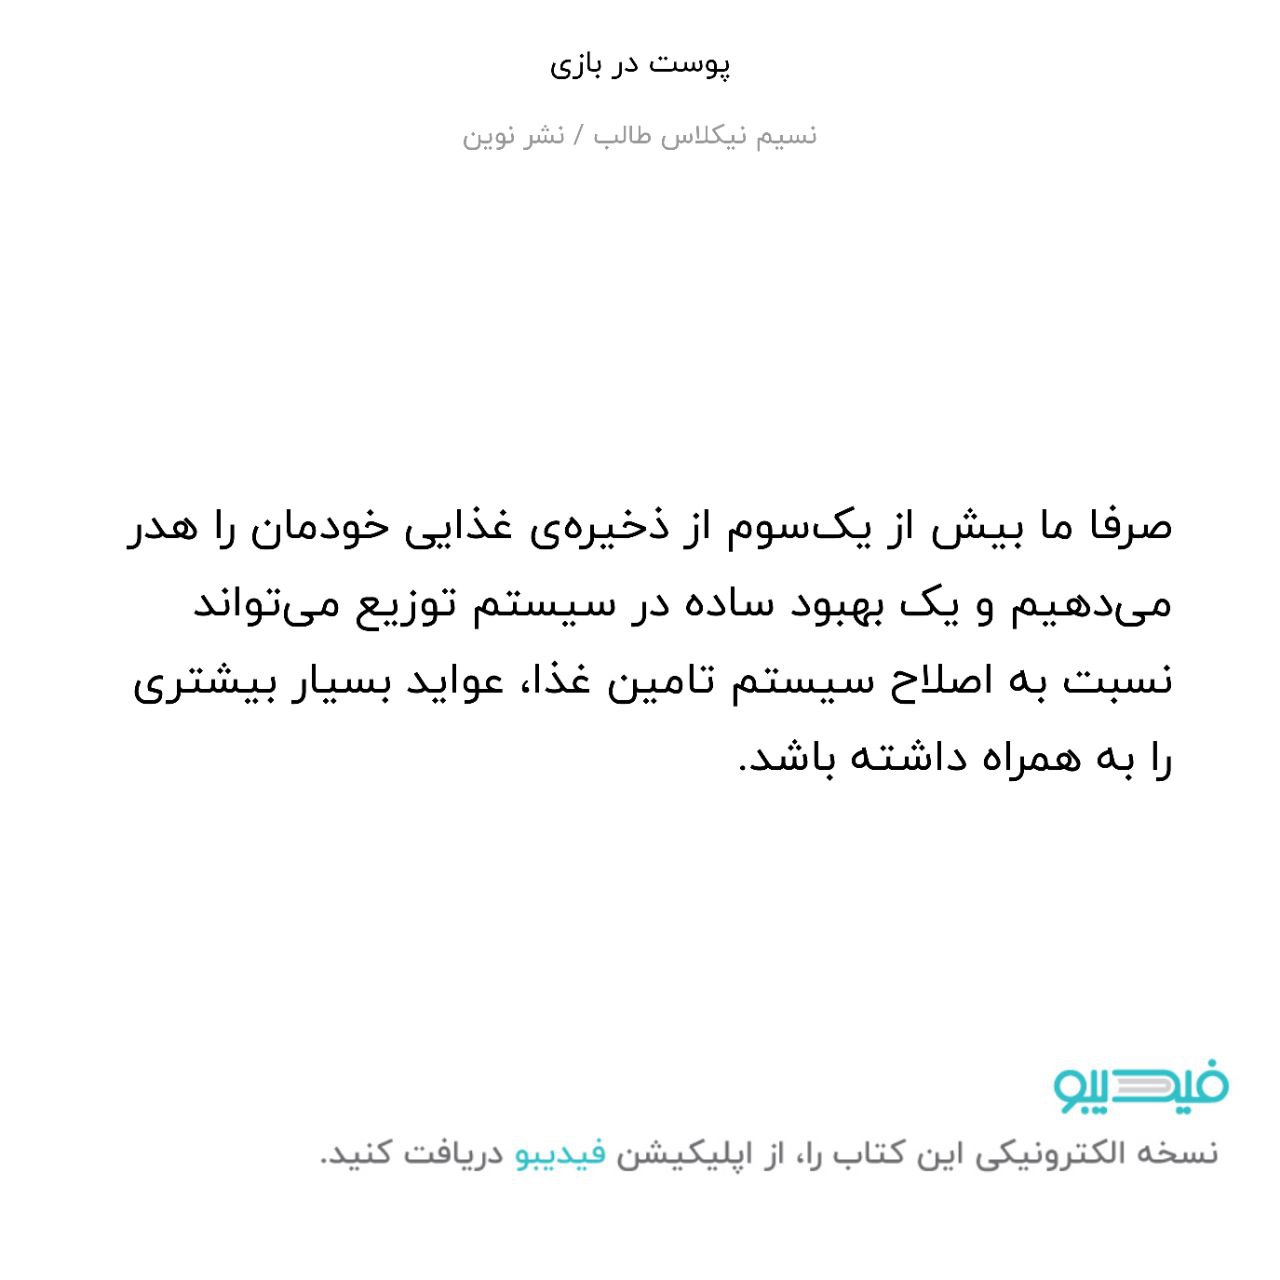 پوست در بازی
نسیم نیکلاس طالب / نشر نوین
صرفا ما بیش از یک‌سوم از ذخیره‌ی غذایی خودمان را هدر
می‌دهیم و یک بهبود ساده در سیستم توزیع می‌تواند
نسبت به اصلاح سیستم تامین غذا، عواید بسیار بیشتری
را به همراه داشته باشد.
فیدیبو
نسخه الکترونیکی این کتاب را، از اپلیکیشن فیدیبو دریافت کنید.